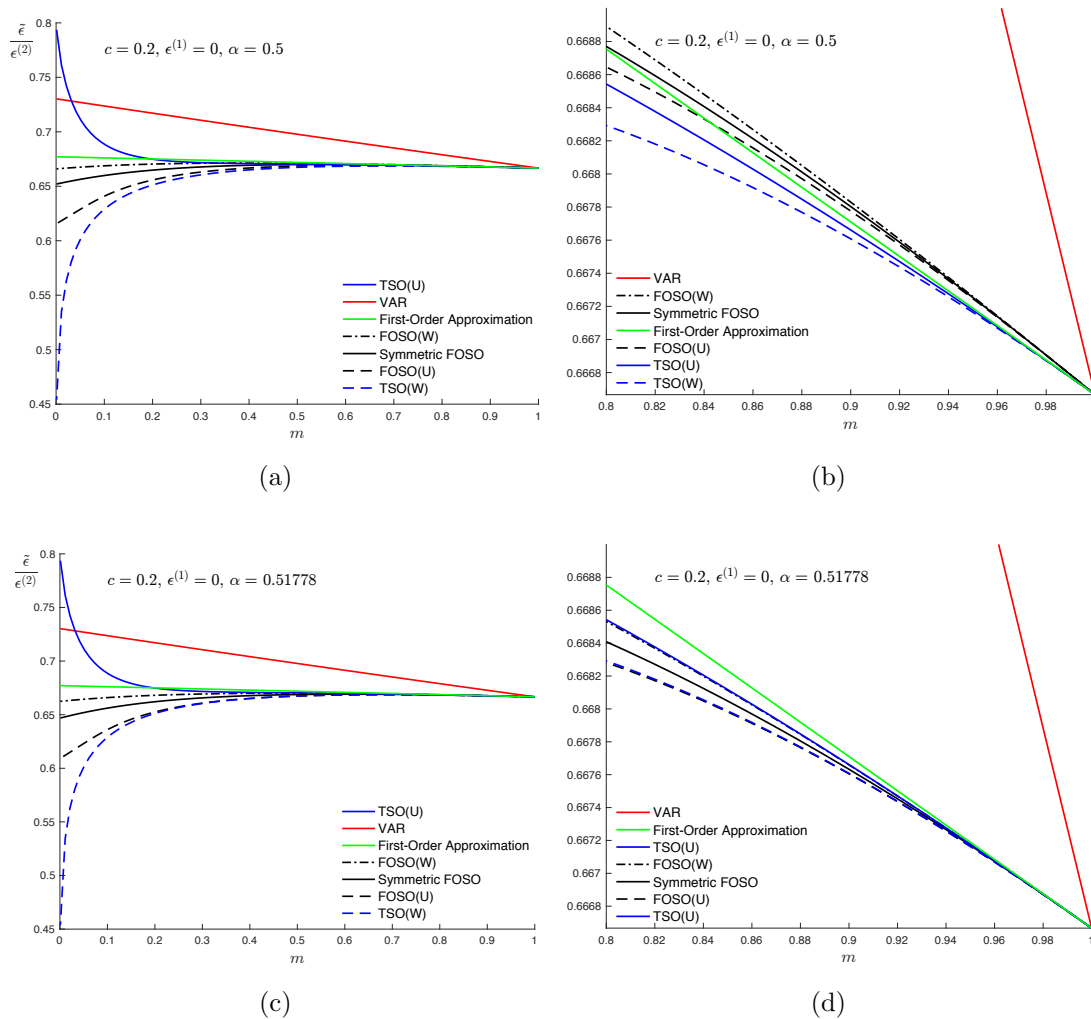 ε̃/ϵ^{(2)}
c = 0.2, ϵ^{(1)} = 0, α = 0.5
0.8
0.75
0.7
0.65
0.6
0.55
0.5
0.45
TSO(U)
VAR
First-Order Approximation
FOSO(W)
Symmetric FOSO
FOSO(U)
TSO(W)
0 0.1 0.2 0.3 0.4 0.5 0.6 0.7 0.8 0.9 1
m
(a)
c = 0.2, ϵ^{(1)} = 0, α = 0.5
0.6688
0.6686
0.6684
0.6682
0.668
0.6678
0.6676
0.6674
0.6672
0.667
0.6668
VAR
FOSO(W)
Symmetric FOSO
First-Order Approximation
FOSO(U)
TSO(U)
TSO(W)
0.8 0.82 0.84 0.86 0.88 0.9 0.92 0.94 0.96 0.98
m
(b)
ε̃/ϵ^{(2)}
c = 0.2, ϵ^{(1)} = 0, α = 0.51778
0.8
0.75
0.7
0.65
0.6
0.55
0.5
0.45
TSO(U)
VAR
First-Order Approximation
FOSO(W)
Symmetric FOSO
FOSO(U)
TSO(W)
0 0.1 0.2 0.3 0.4 0.5 0.6 0.7 0.8 0.9 1
m
(c)
c = 0.2, ϵ^{(1)} = 0, α = 0.51778
0.6688
0.6686
0.6684
0.6682
0.668
0.6678
0.6676
0.6674
0.6672
0.667
0.6668
VAR
First-Order Approximation
TSO(U)
FOSO(W)
Symmetric FOSO
FOSO(U)
TSO(U)
0.8 0.82 0.84 0.86 0.88 0.9 0.92 0.94 0.96 0.98
m
(d)